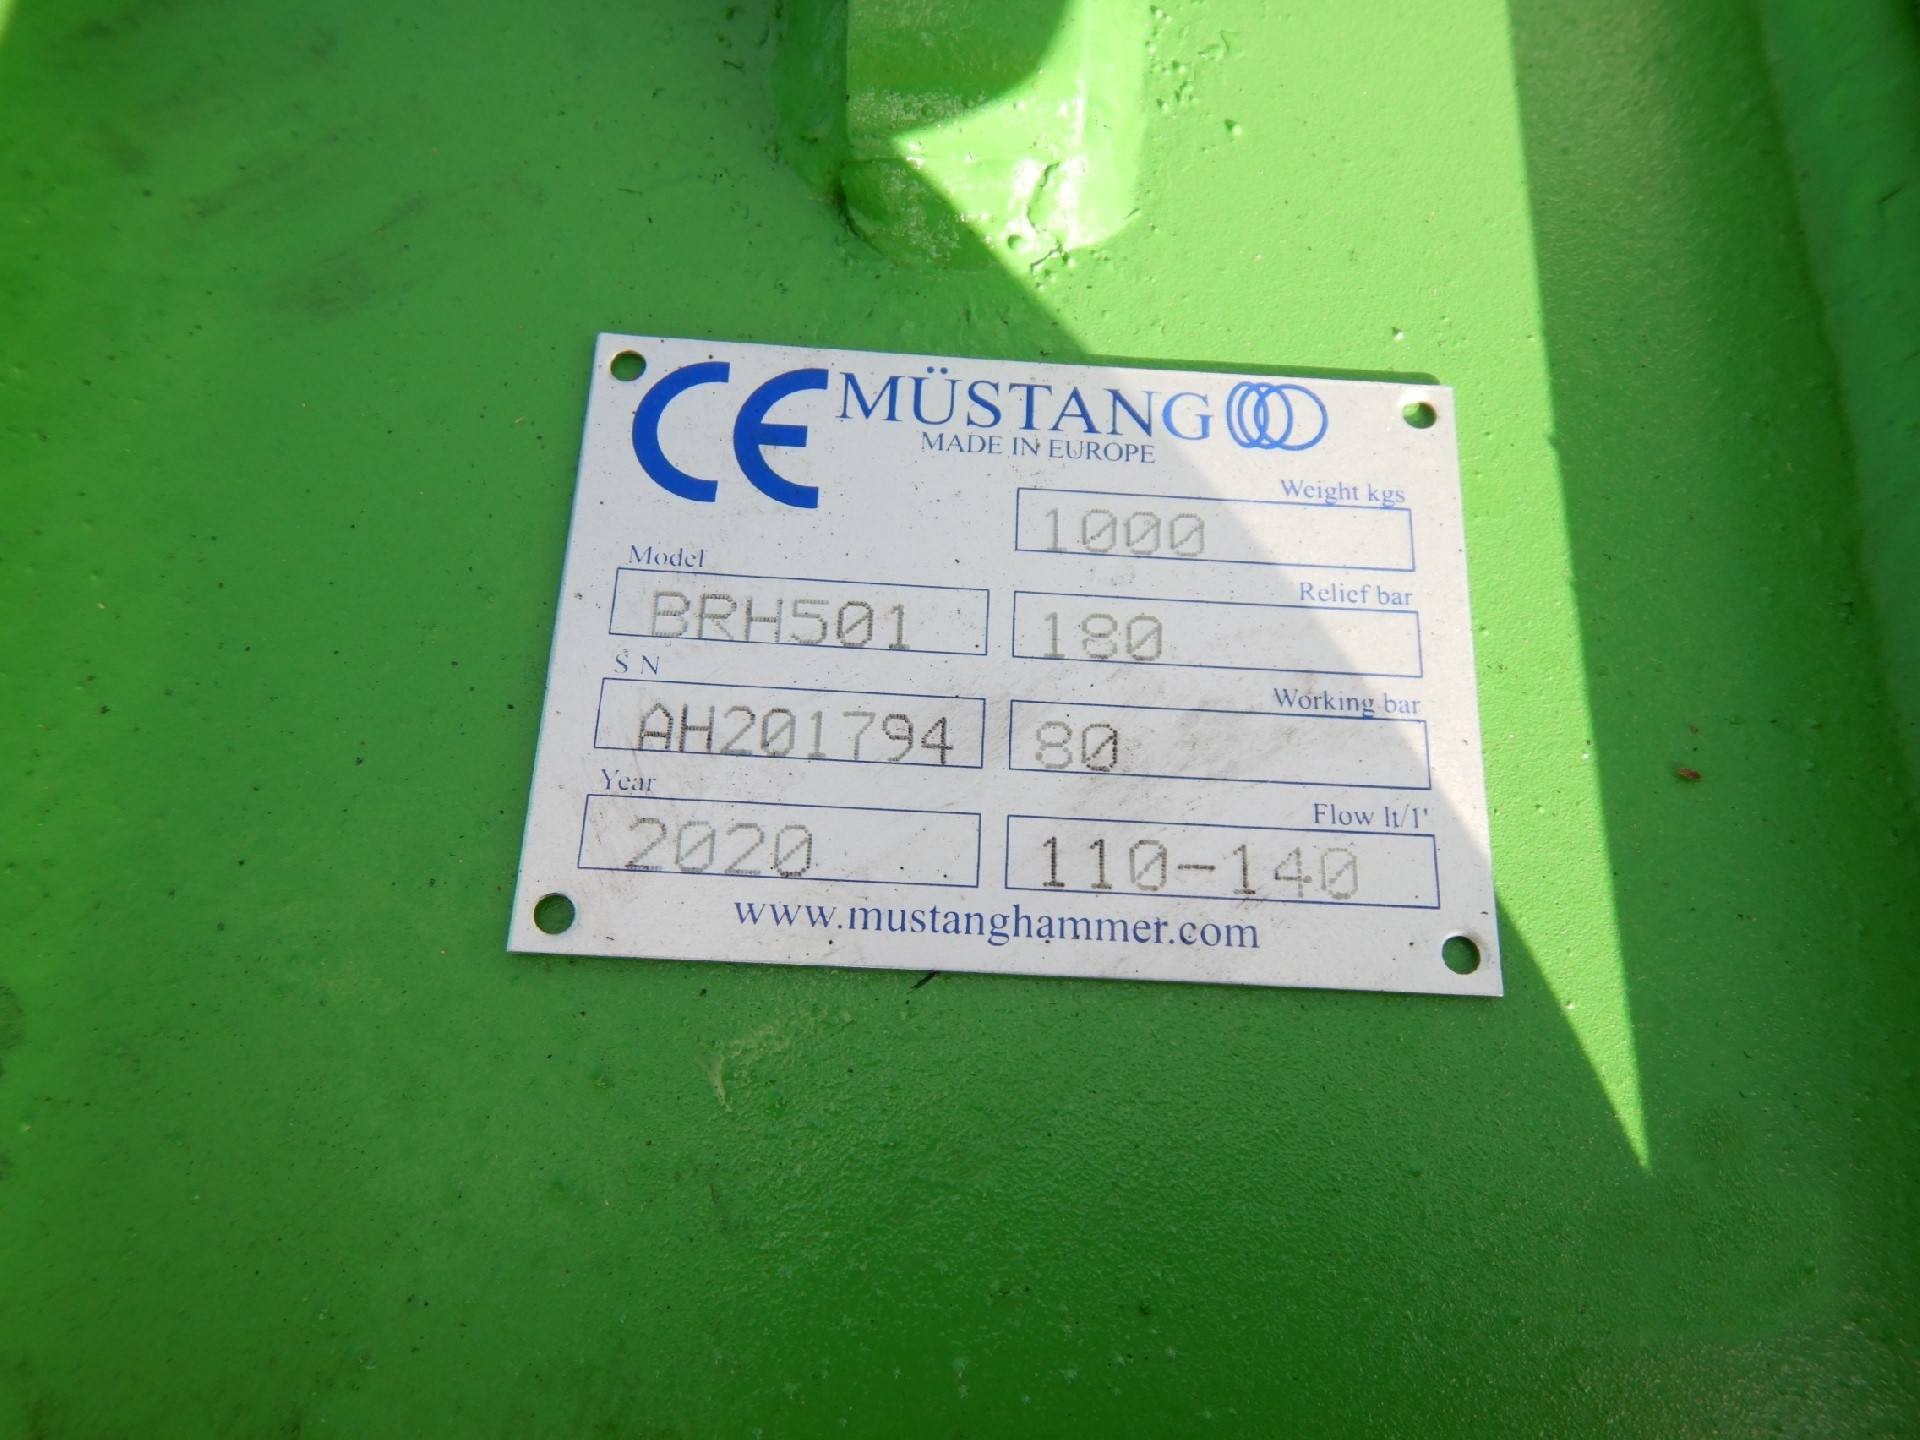 CE MÜSTANG
MADE IN EUROPE
Weight kgs
1000
Model
BRH501
Relief bar
180
S N
AH201794
Working bar
80
Year
2020
Flow lt/1'
110-140
www.mustanghammer.com